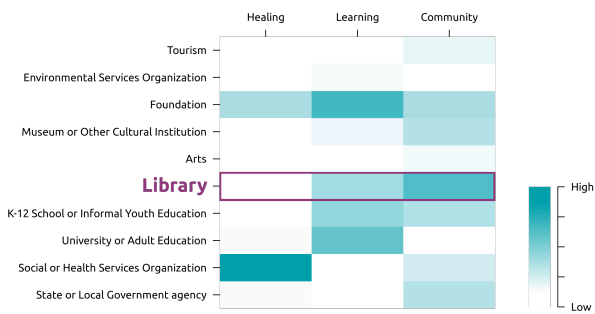 Healing Learning Community
Tourism
Environmental Services Organization
Foundation
Museum or Other Cultural Institution
Arts
Library
K-12 School or Informal Youth Education
University or Adult Education
Social or Health Services Organization
State or Local Government agency
High
Low